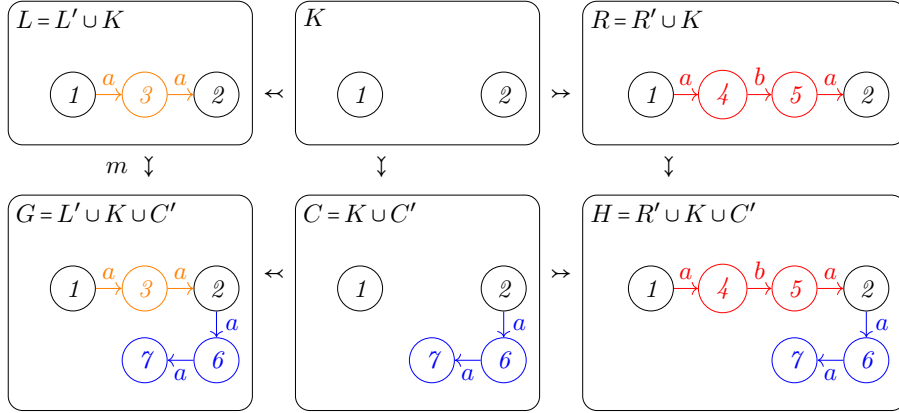 L = L′ ∪ K
1 a 3 a 2
K
1 2
R = R′ ∪ K
1 a 4 b 5 a 2
m
G = L′ ∪ K ∪ C′
1 a 3 a 2
a
7 a 6
C = K ∪ C′
1 2
a
7 a 6
H = R′ ∪ K ∪ C′
1 a 4 b 5 a 2
a
7 a 6